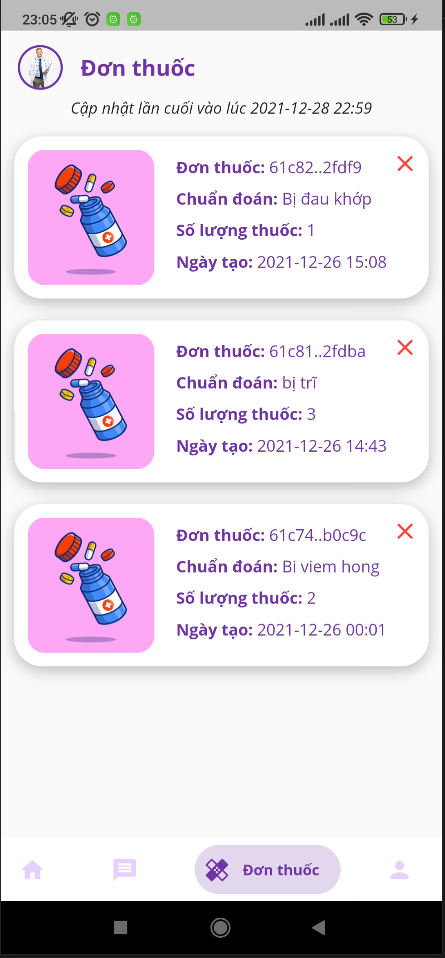 23:05
53
Đơn thuốc
Cập nhật lần cuối vào lúc 2021-12-28 22:59
Đơn thuốc: 61c82..2fdf9
Chuẩn đoán: Bị đau khớp
Số lượng thuốc: 1
Ngày tạo: 2021-12-26 15:08
Đơn thuốc: 61c81..2fdba
Chuẩn đoán: bị trĩ
Số lượng thuốc: 3
Ngày tạo: 2021-12-26 14:43
Đơn thuốc: 61c74..b0c9c
Chuẩn đoán: Bi viem hong
Số lượng thuốc: 2
Ngày tạo: 2021-12-26 00:01
Đơn thuốc